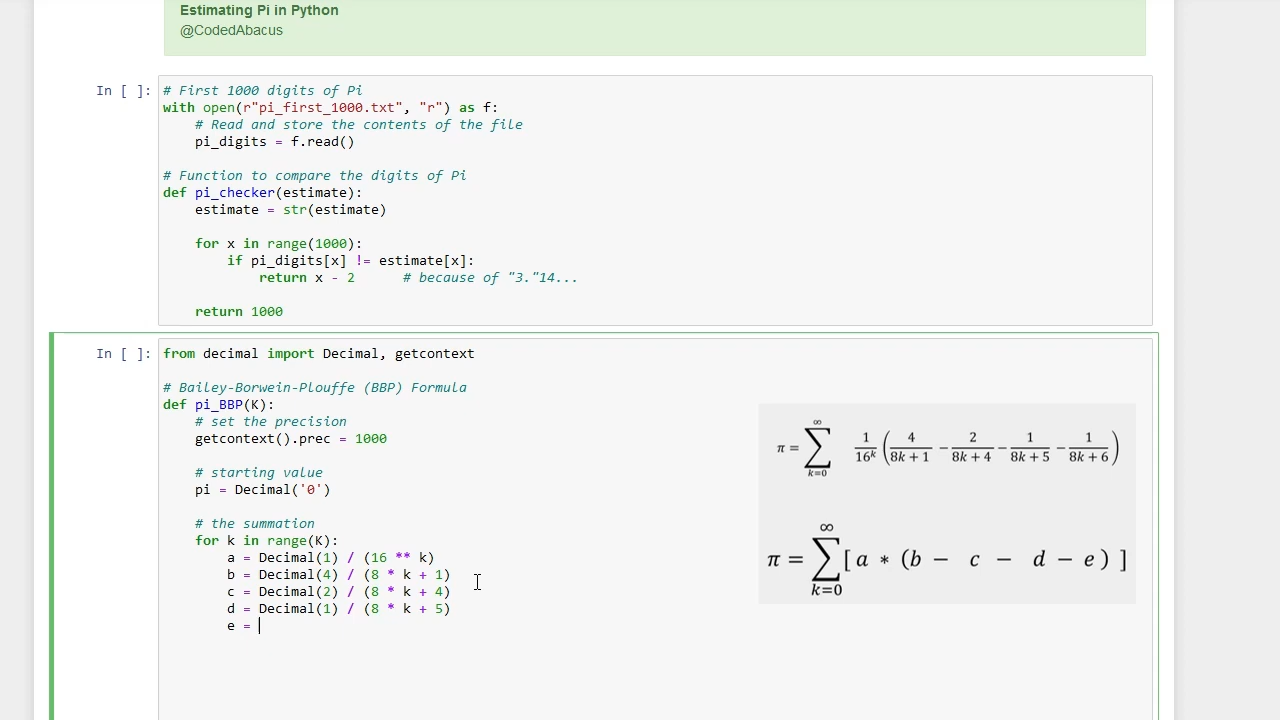 Estimating Pi in Python
@CodedAbacus
In [ ]:
# First 1000 digits of Pi
with open(r"pi_first_1000.txt", "r") as f:
    # Read and store the contents of the file
    pi_digits = f.read()

# Function to compare the digits of Pi
def pi_checker(estimate):
    estimate = str(estimate)

    for x in range(1000):
        if pi_digits[x] != estimate[x]:
            return x - 2      # because of "3."14...

    return 1000
In [ ]:
from decimal import Decimal, getcontext

# Bailey-Borwein-Plouffe (BBP) Formula
def pi_BBP(K):
    # set the precision
    getcontext().prec = 1000

    # starting value
    pi = Decimal('0')

    # the summation
    for k in range(K):
        a = Decimal(1) / (16 ** k)
        b = Decimal(4) / (8 * k + 1)
        c = Decimal(2) / (8 * k + 4)
        d = Decimal(1) / (8 * k + 5)
        e =
π = ∑_{k=0}^{∞} 1/16^k (4/(8k + 1) − 2/(8k + 4) − 1/(8k + 5) − 1/(8k + 6))
π = ∑_{k=0}^{∞} [ a * (b − c − d − e ) ]